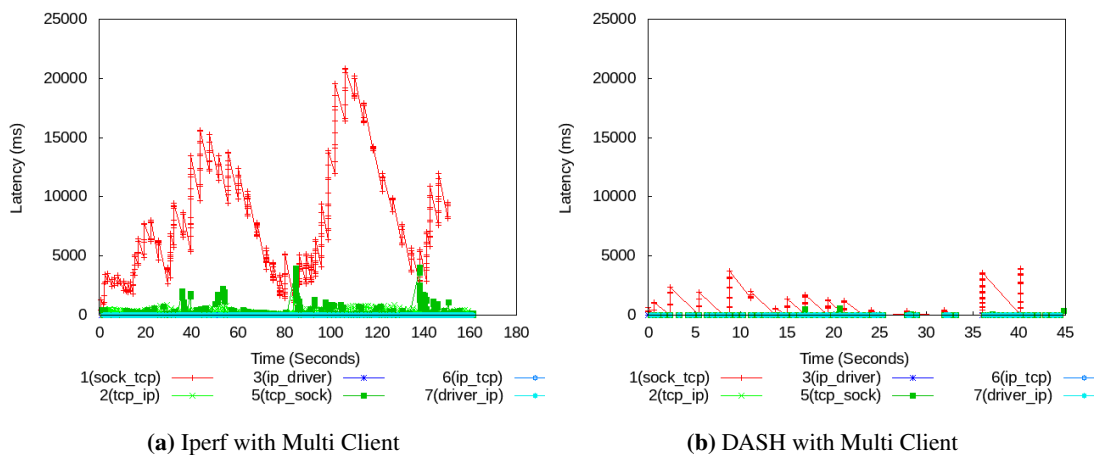 25000
20000
15000
10000
5000
0
Latency (ms)
0 20 40 60 80 100 120 140 160 180
Time (Seconds)
1(sock_tcp) 3(ip_driver) 6(ip_tcp)
2(tcp_ip) 5(tcp_sock) 7(driver_ip)
(a) Iperf with Multi Client
25000
20000
15000
10000
5000
0
Latency (ms)
0 5 10 15 20 25 30 35 40 45
Time (Seconds)
1(sock_tcp) 3(ip_driver) 6(ip_tcp)
2(tcp_ip) 5(tcp_sock) 7(driver_ip)
(b) DASH with Multi Client